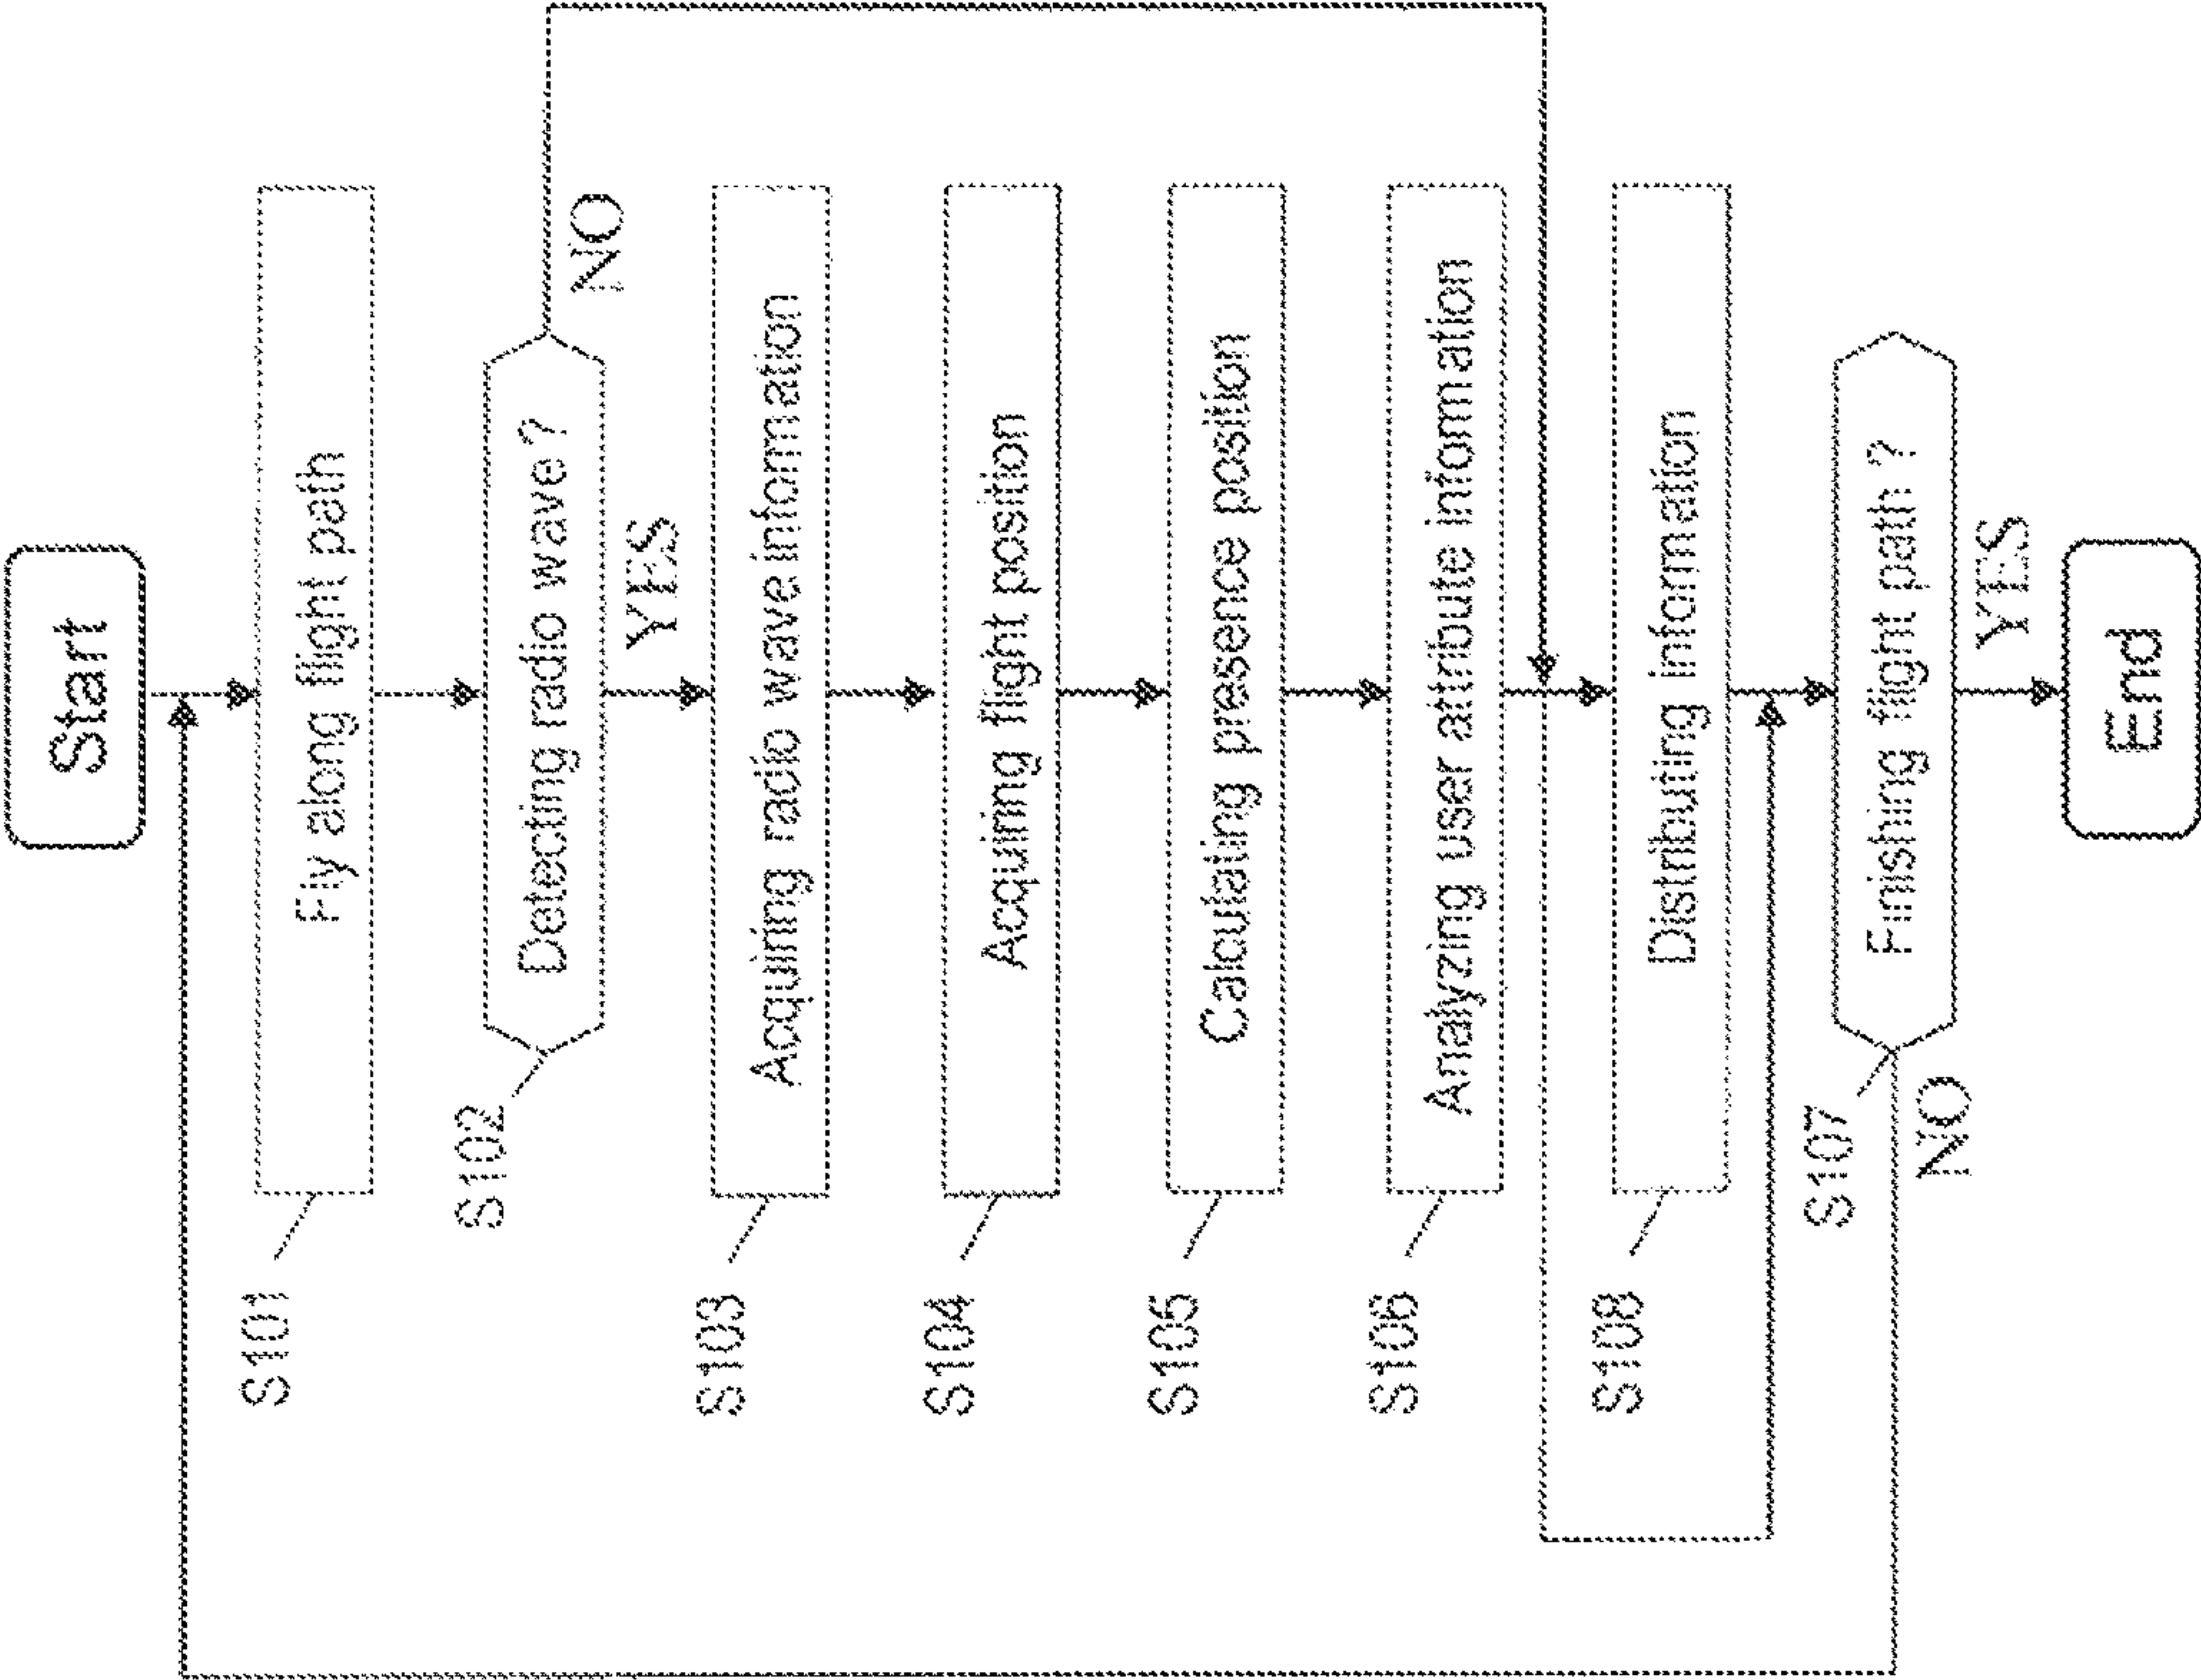 Start
S101
Fly along flight path
S102
Detecting radio wave ?
NO
YES
S103
Acquiring radio wave information
S104
Acquiring flight position
S105
Calculating presence position
S106
Analyzing user attribute information
S108
Distributing information
S107
Finishing flight path ?
NO
YES
End